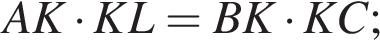 AK · KL = BK · KC;